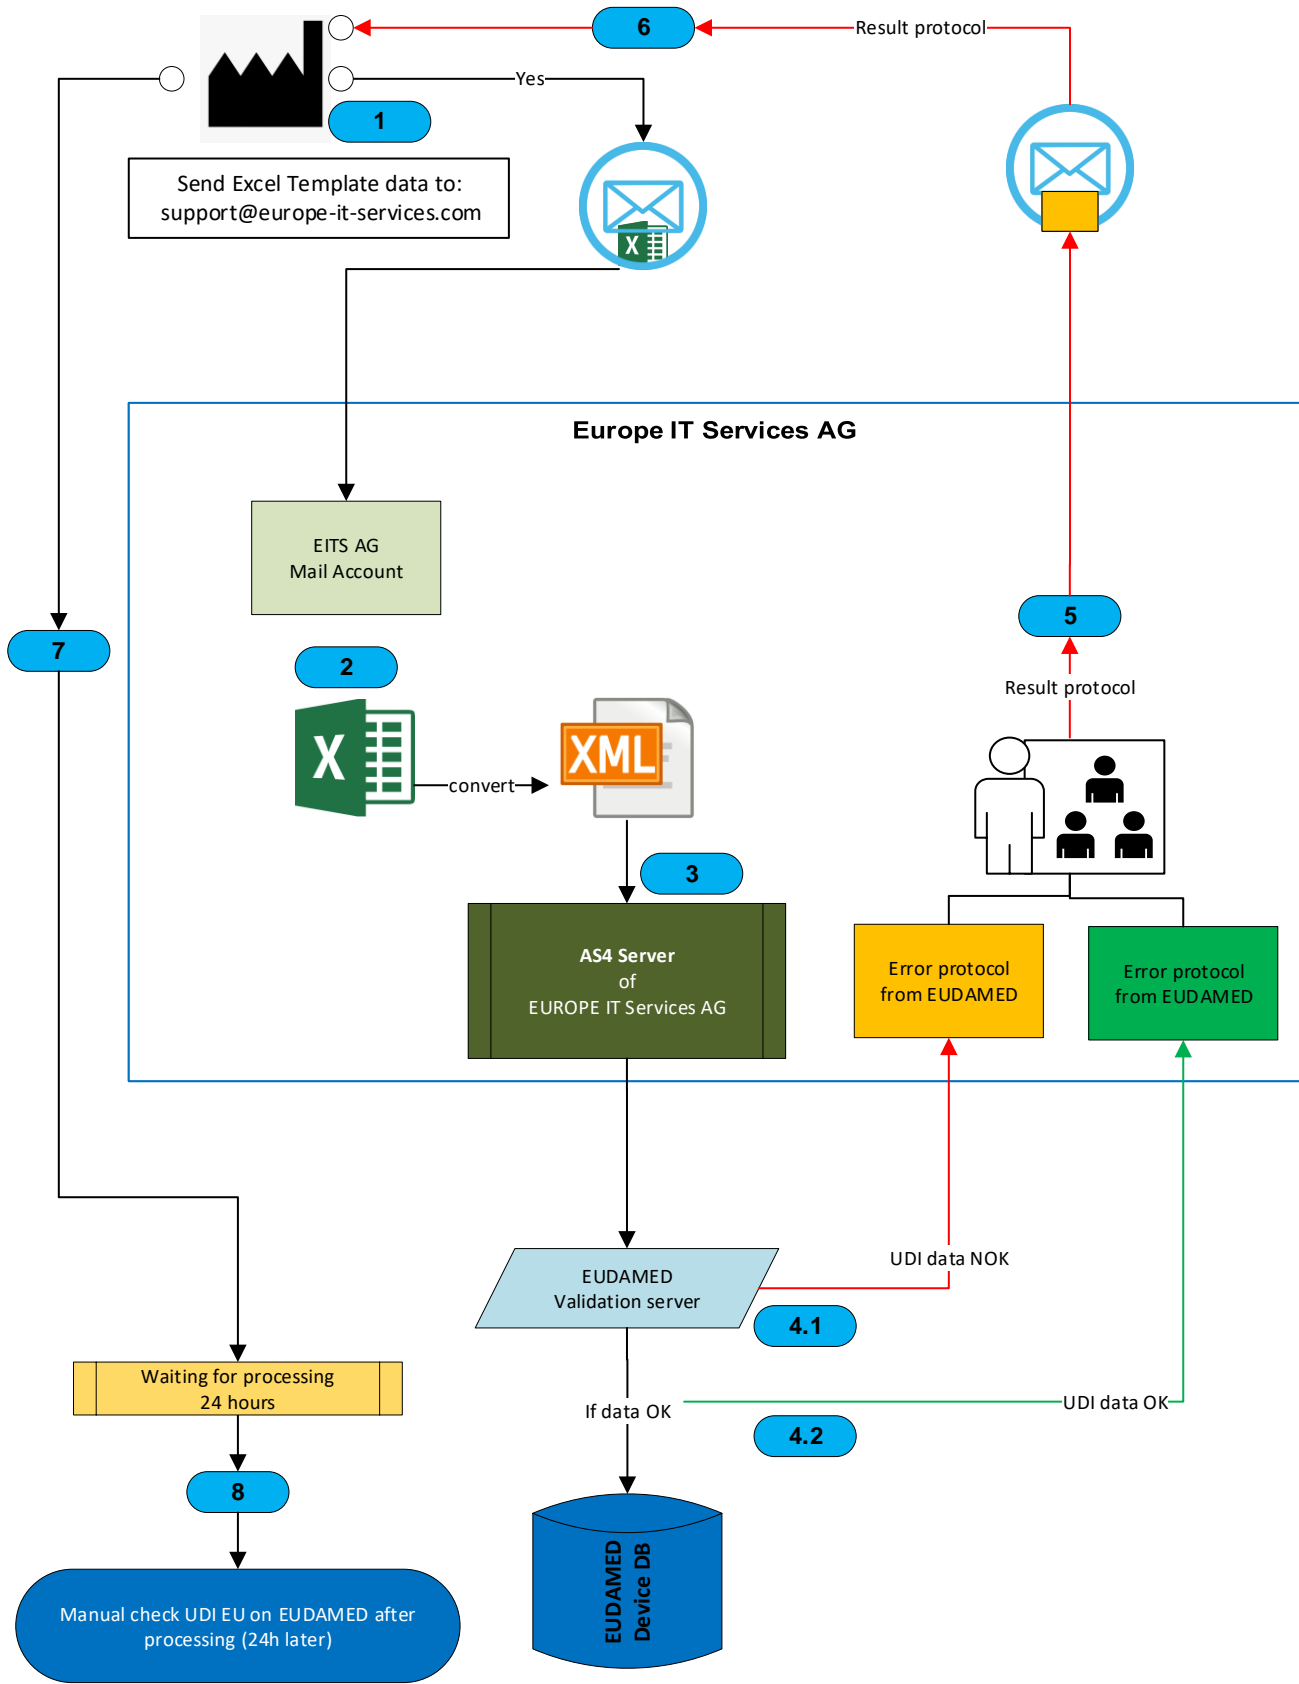 6
Result protocol
Yes
1
Send Excel Template data to:
support@europe-it-services.com
X
Europe IT Services AG
EITS AG
Mail Account
5
7
2
Result protocol
X
XML
convert
3
AS4 Server
of
EUROPE IT Services AG
Error protocol
from EUDAMED
Error protocol
from EUDAMED
UDI data NOK
EUDAMED
Validation server
4.1
Waiting for processing
24 hours
If data OK
UDI data OK
4.2
8
EUDAMED
Device DB
Manual check UDI EU on EUDAMED after
processing (24h later)